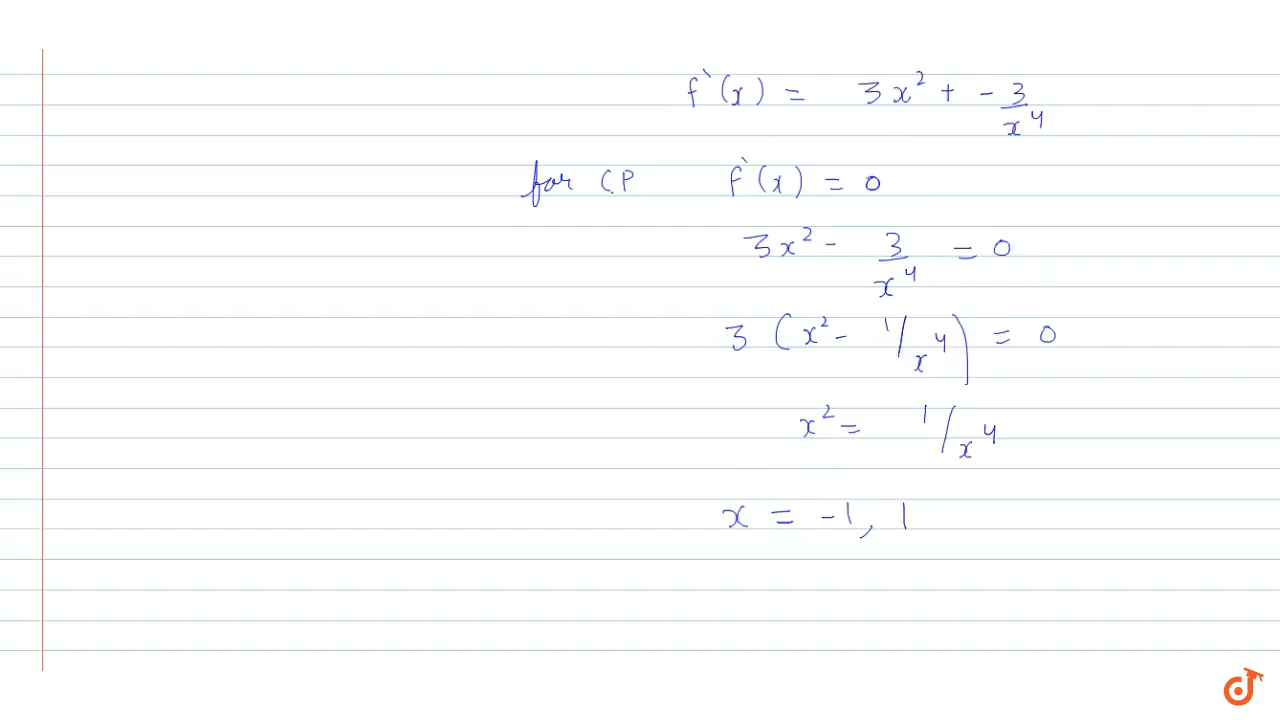 f`(x) = 3x² + - 3/x⁴
for C.P f`(x) = 0
3x² - 3/x⁴ = 0
3 (x² - 1/x⁴) = 0
x² = 1/x⁴
x = -1, 1